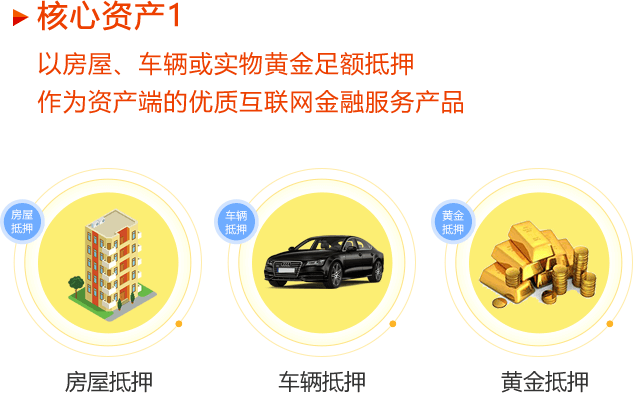 核心资产1
以房屋、车辆或实物黄金足额抵押
作为资产端的优质互联网金融服务产品
房屋
抵押
车辆
抵押
黄金
抵押
房屋抵押
车辆抵押
黄金抵押